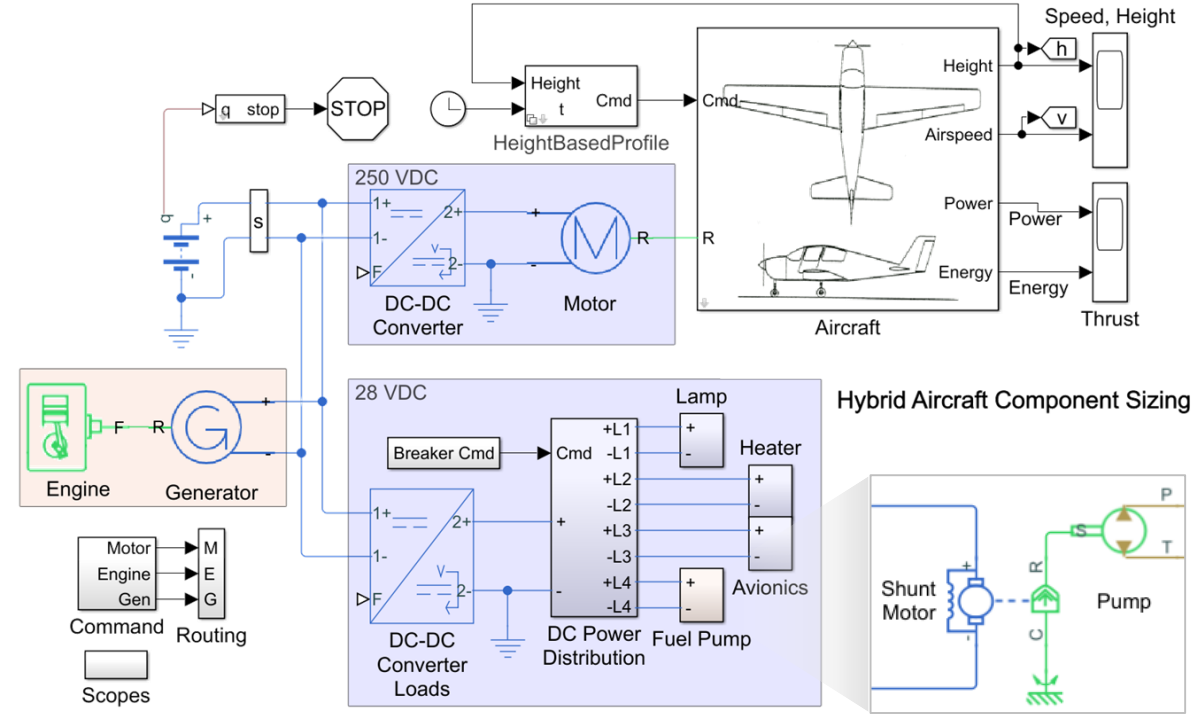 Speed, Height
h
Height
Height
Cmd
t
Cmd
q stop
STOP
HeightBasedProfile
v
Airspeed
250 VDC
q
+
s
1+
2+
+
M
R
R
Power
Power
1-
V
F
2-
-
-
Energy
Energy
DC-DC
Converter
Motor
Aircraft
Thrust
28 VDC
Lamp
Hybrid Aircraft Component Sizing
+
F
R
G
-
Engine
Generator
+L1
+
Breaker Cmd
Cmd
-L1
-
Heater
+L2
+
-L2
-
1+
2+
+
+L3
+
-L3
-
1-
V
F
2-
-
+L4
+
-L4
-
Avionics
DC-DC
Converter
Loads
DC Power
Distribution
Fuel Pump
Motor
M
Engine
E
Gen
G
Command
Routing
Scopes
P
S
T
+
R
Shunt
Motor
Pump
-
C